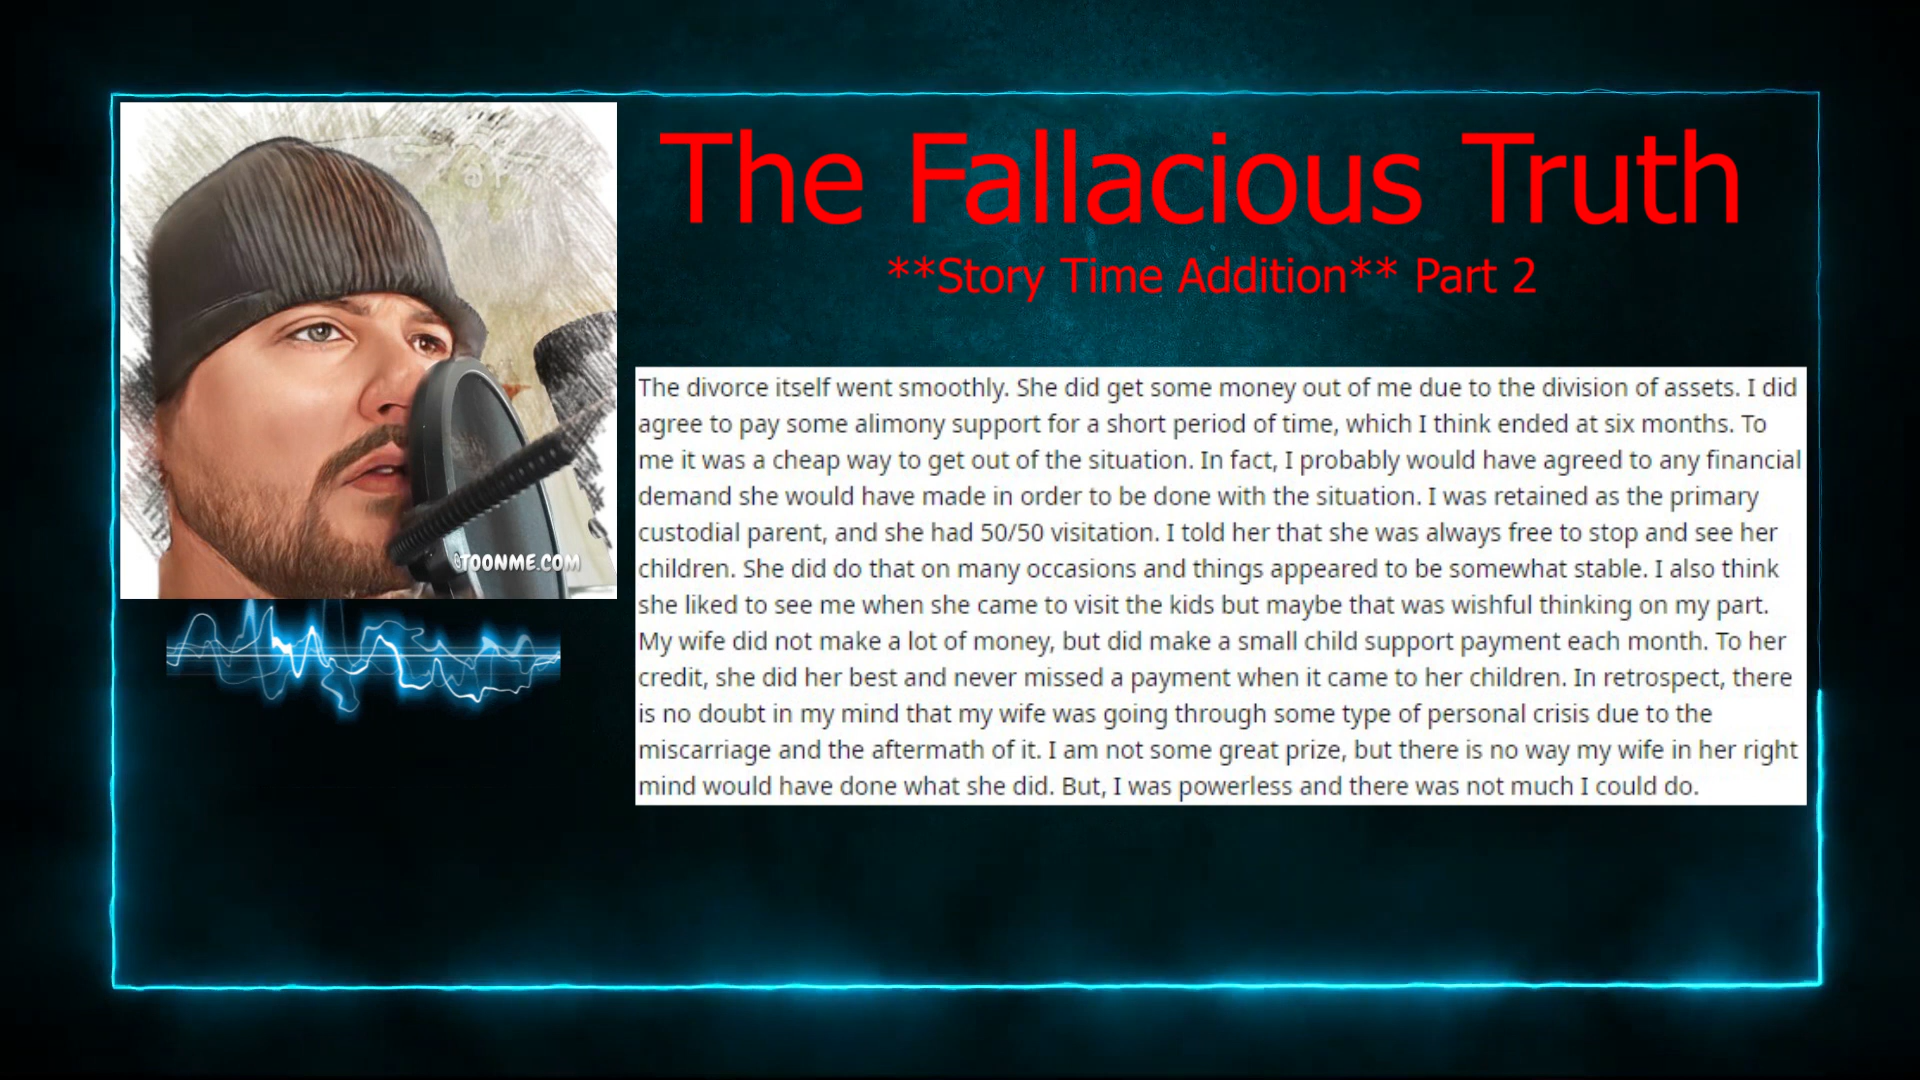 The Fallacious Truth
**Story Time Addition** Part 2
The divorce itself went smoothly. She did get some money out of me due to the division of assets. I did
agree to pay some alimony support for a short period of time, which I think ended at six months. To
me it was a cheap way to get out of the situation. In fact, I probably would have agreed to any financial
demand she would have made in order to be done with the situation. I was retained as the primary
custodial parent, and she had 50/50 visitation. I told her that she was always free to stop and see her
children. She did do that on many occasions and things appeared to be somewhat stable. I also think
she liked to see me when she came to visit the kids but maybe that was wishful thinking on my part.
My wife did not make a lot of money, but did make a small child support payment each month. To her
credit, she did her best and never missed a payment when it came to her children. In retrospect, there
is no doubt in my mind that my wife was going through some type of personal crisis due to the
miscarriage and the aftermath of it. I am not some great prize, but there is no way my wife in her right
mind would have done what she did. But, I was powerless and there was not much I could do.
©TOONME.COM